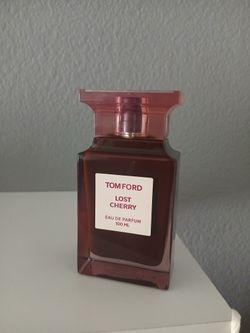 TOM FORD
LOST
CHERRY
EAU DE PARFUM
100 ML